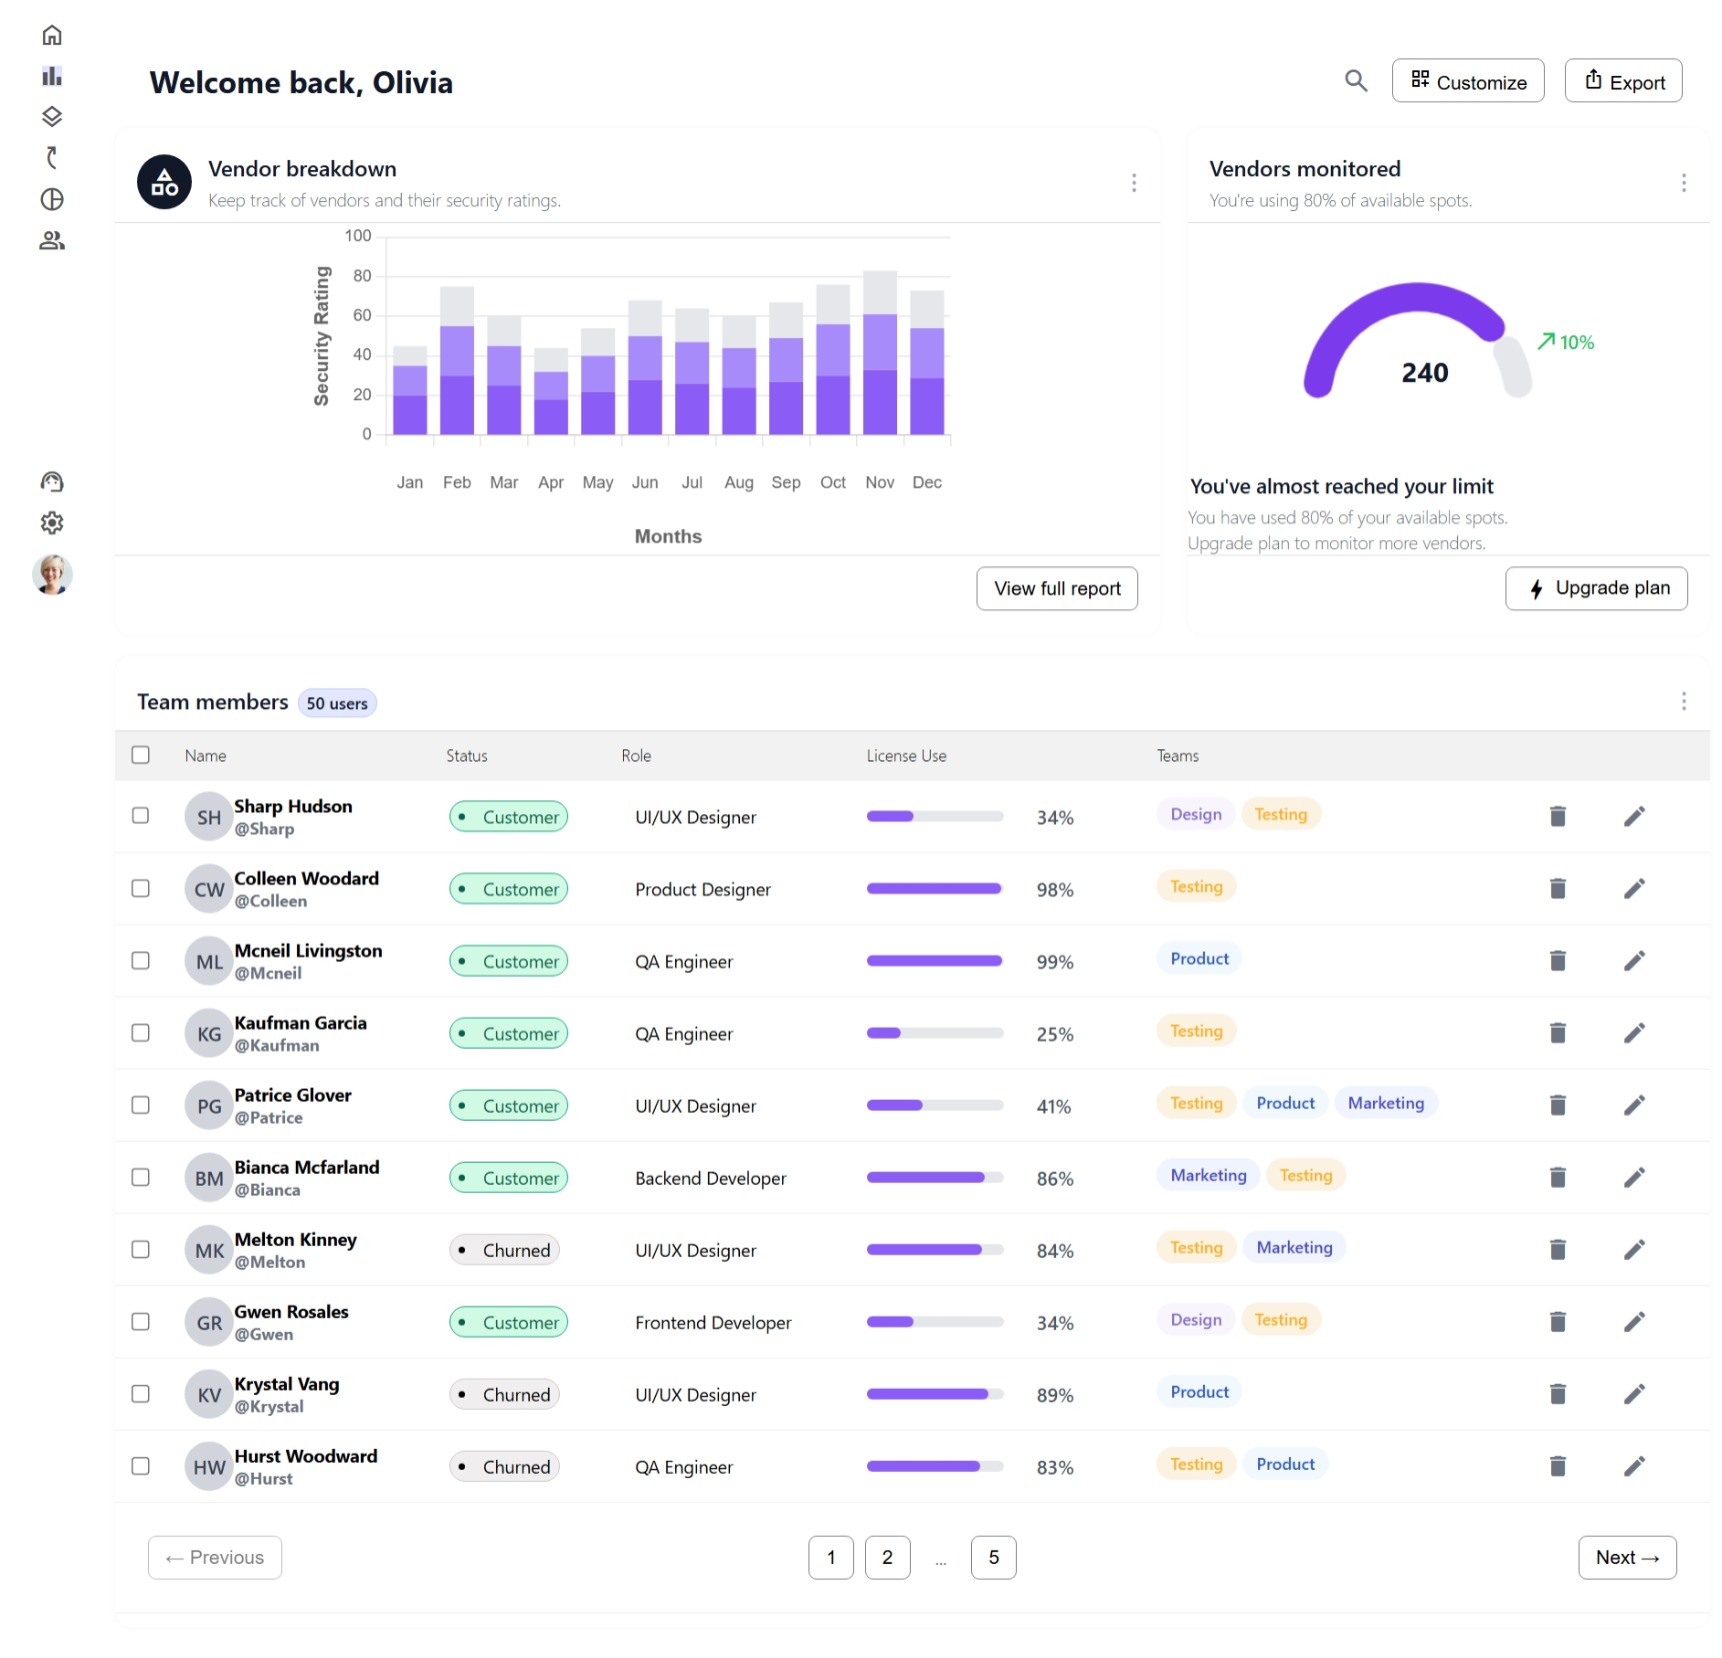 Welcome back, Olivia
Customize
Export
Vendor breakdown
Keep track of vendors and their security ratings.
Security Rating
100
80
60
40
20
0
Jan Feb Mar Apr May Jun Jul Aug Sep Oct Nov Dec
Months
View full report
Vendors monitored
You're using 80% of available spots.
240
10%
You've almost reached your limit
You have used 80% of your available spots.
Upgrade plan to monitor more vendors.
Upgrade plan
Team members 50 users
Name Status Role License Use Teams
SH Sharp Hudson
@Sharp
Customer UI/UX Designer 34% Design Testing
CW Colleen Woodard
@Colleen
Customer Product Designer 98% Testing
ML Mcneil Livingston
@Mcneil
Customer QA Engineer 99% Product
KG Kaufman Garcia
@Kaufman
Customer QA Engineer 25% Testing
PG Patrice Glover
@Patrice
Customer UI/UX Designer 41% Testing Product Marketing
BM Bianca Mcfarland
@Bianca
Customer Backend Developer 86% Marketing Testing
MK Melton Kinney
@Melton
Churned UI/UX Designer 84% Testing Marketing
GR Gwen Rosales
@Gwen
Customer Frontend Developer 34% Design Testing
KV Krystal Vang
@Krystal
Churned UI/UX Designer 89% Product
HW Hurst Woodward
@Hurst
Churned QA Engineer 83% Testing Product
← Previous 1 2 ... 5 Next →